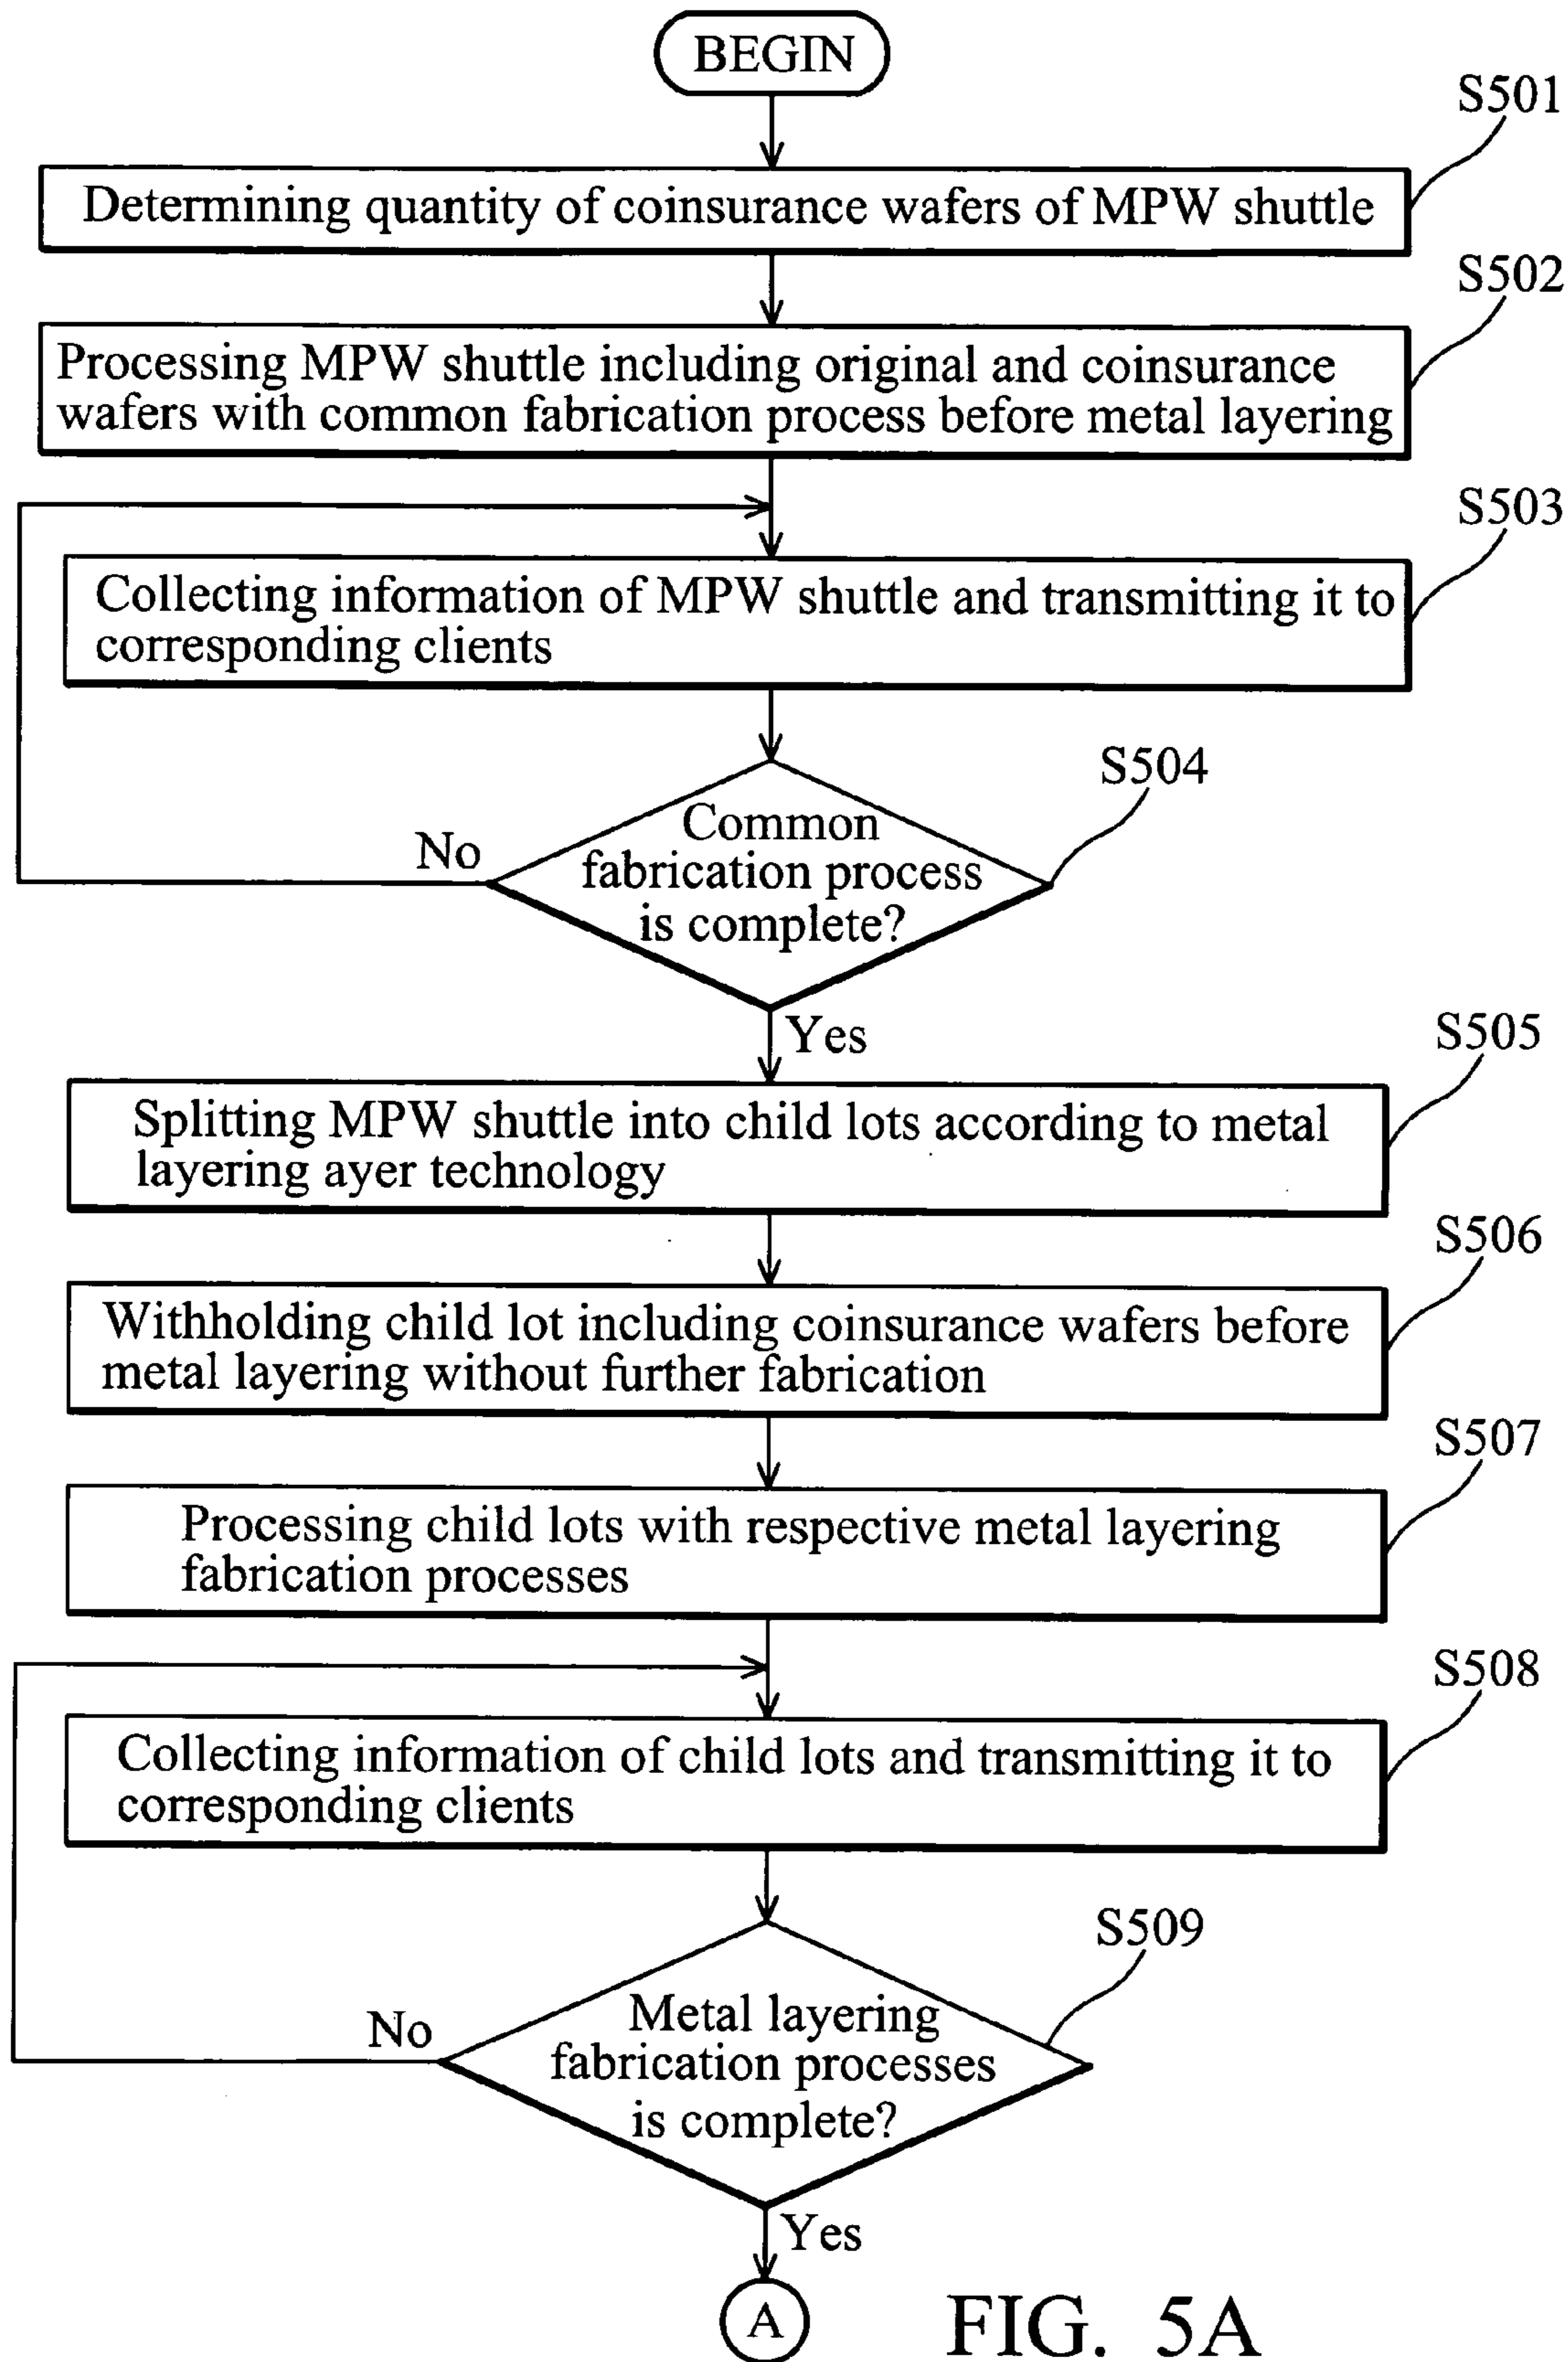 BEGIN
S501
Determining quantity of coinsurance wafers of MPW shuttle
S502
Processing MPW shuttle including original and coinsurance
wafers with common fabrication process before metal layering
S503
Collecting information of MPW shuttle and transmitting it to
corresponding clients
S504
Common
fabrication process
is complete?
No
Yes
S505
Splitting MPW shuttle into child lots according to metal
layering ayer technology
S506
Withholding child lot including coinsurance wafers before
metal layering without further fabrication
S507
Processing child lots with respective metal layering
fabrication processes
S508
Collecting information of child lots and transmitting it to
corresponding clients
S509
Metal layering
fabrication processes
is complete?
No
Yes
A
FIG. 5A